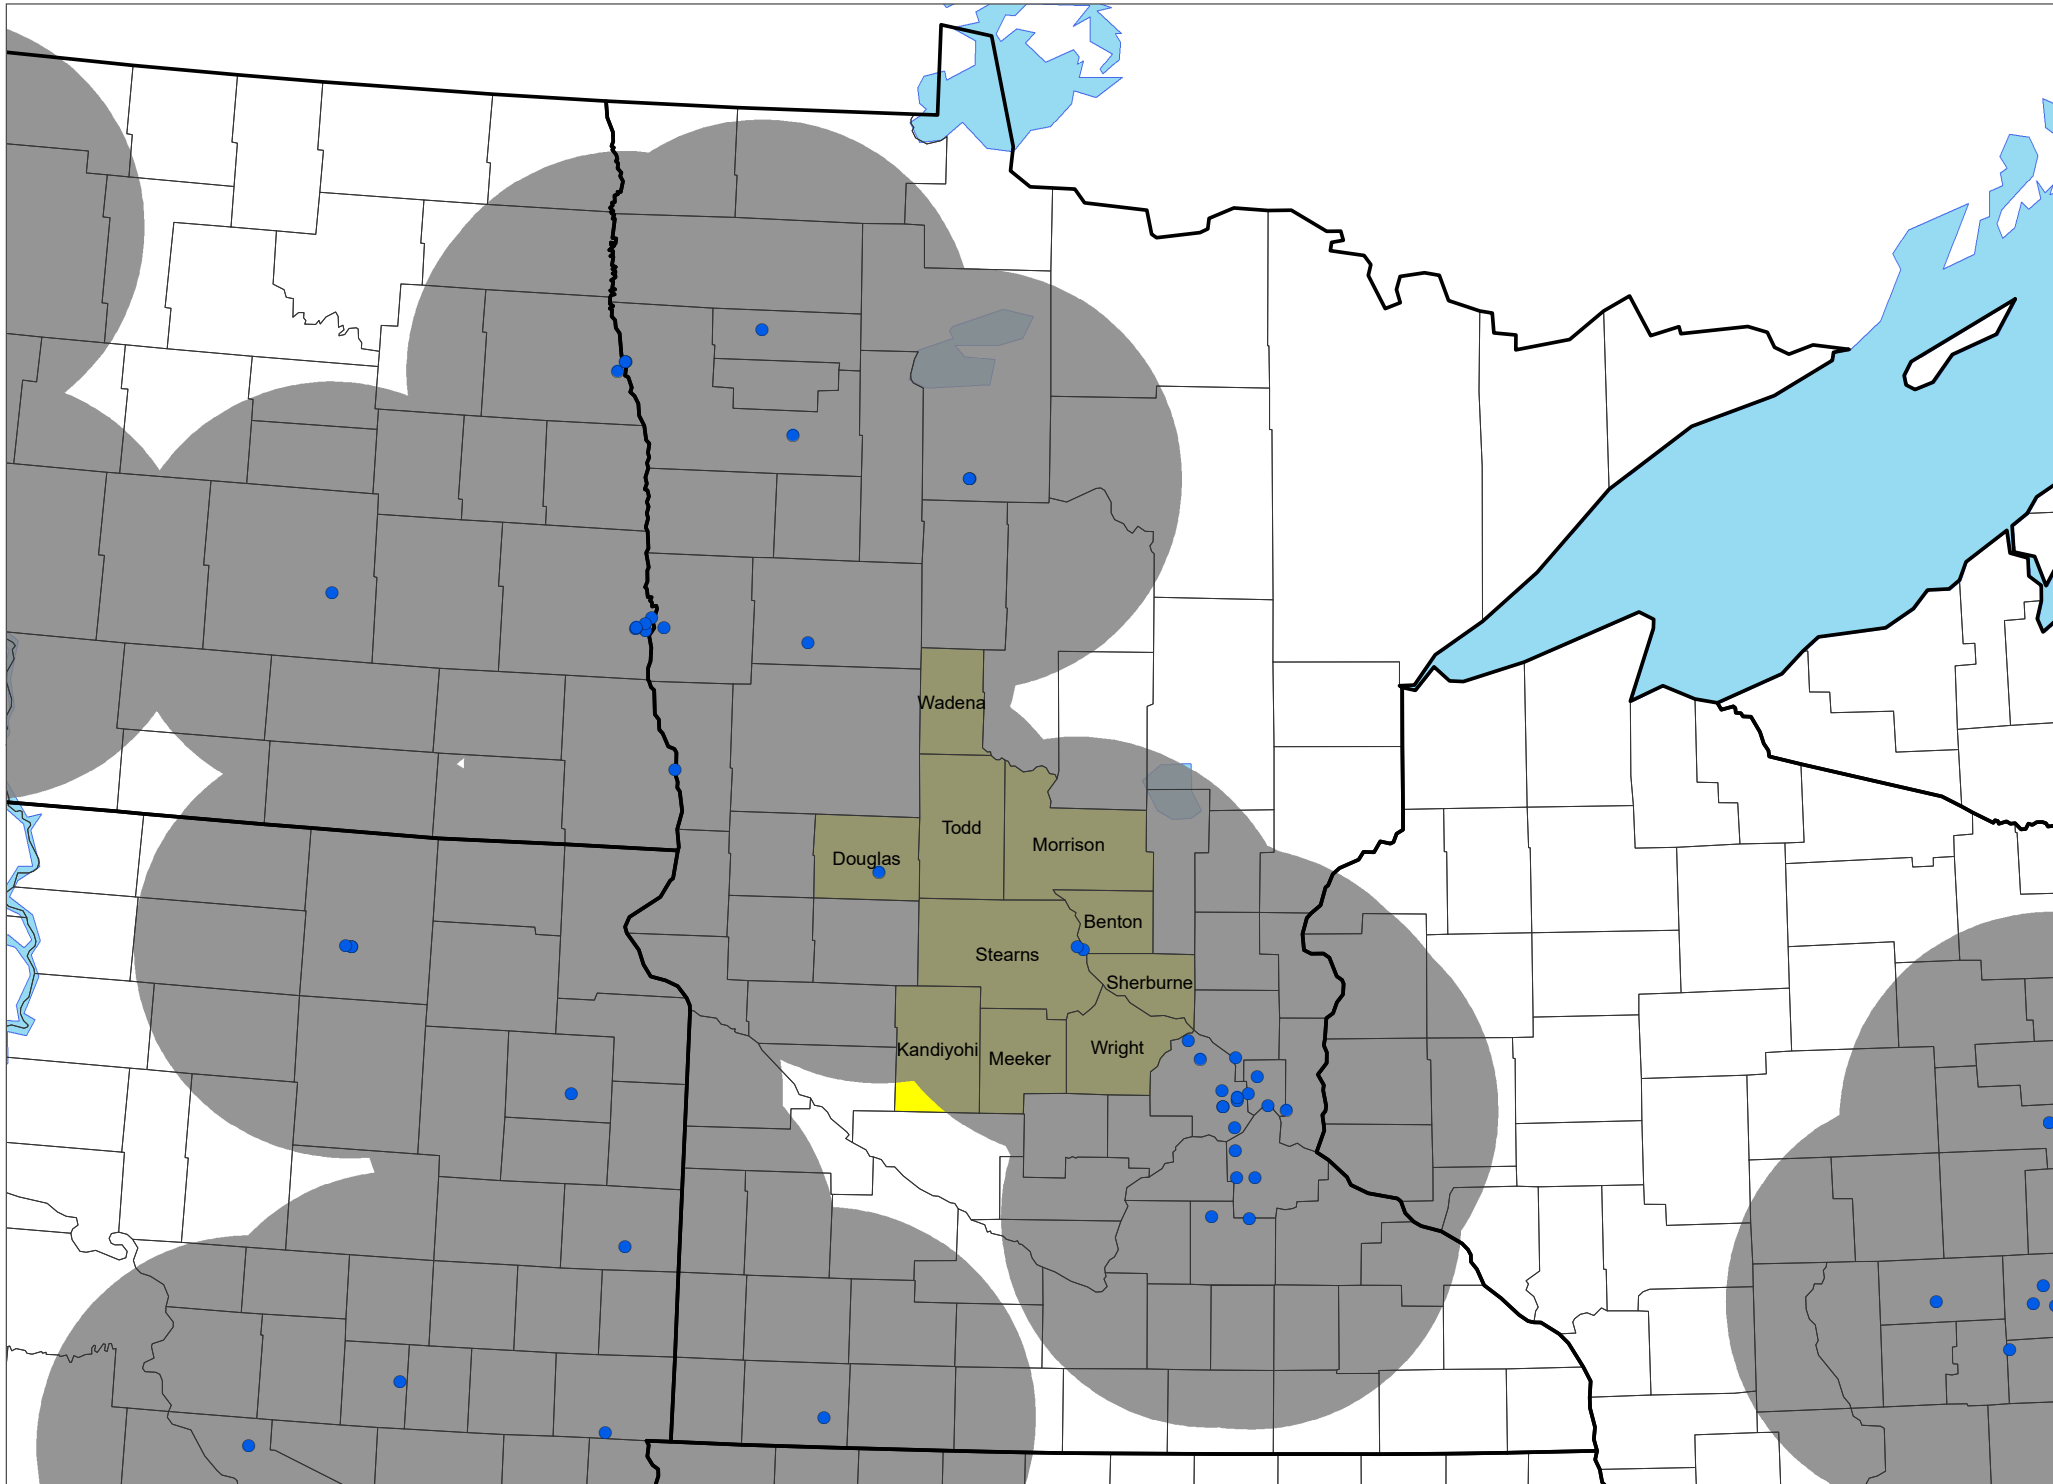 Wadena
Todd
Morrison
Douglas
Benton
Stearns
Sherburne
Kandiyohi
Meeker
Wright